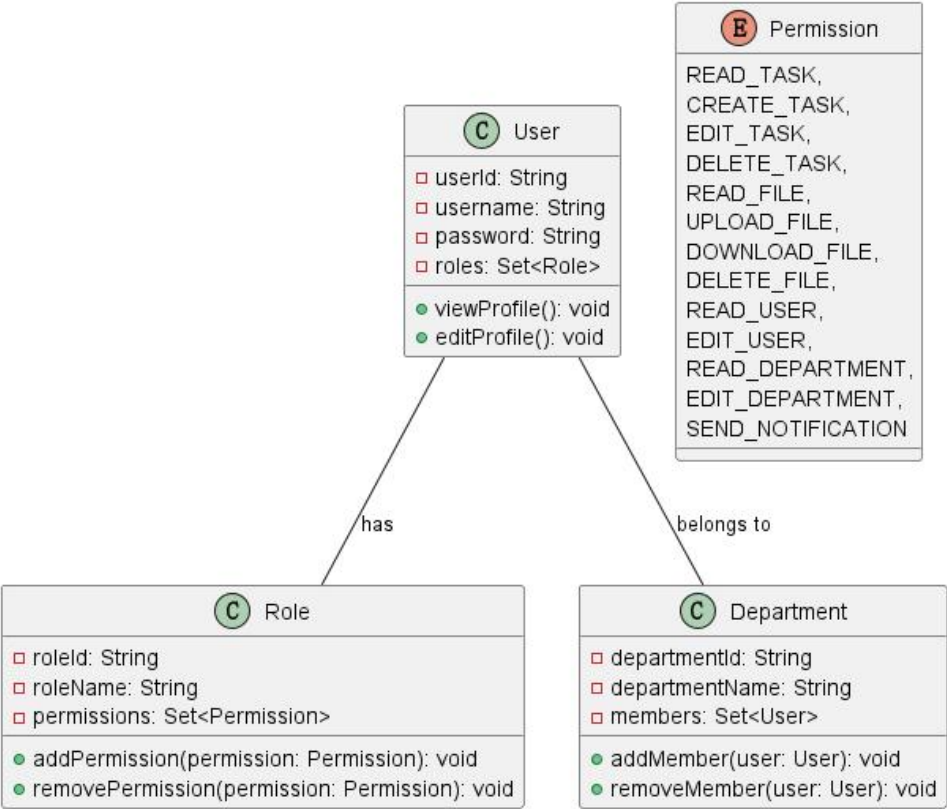 E Permission
READ_TASK,
CREATE_TASK,
EDIT_TASK,
DELETE_TASK,
READ_FILE,
UPLOAD_FILE,
DOWNLOAD_FILE,
DELETE_FILE,
READ_USER,
EDIT_USER,
READ_DEPARTMENT,
EDIT_DEPARTMENT,
SEND_NOTIFICATION
C User
userId: String
username: String
password: String
roles: Set<Role>
viewProfile(): void
editProfile(): void
has
belongs to
C Role
roleId: String
roleName: String
permissions: Set<Permission>
addPermission(permission: Permission): void
removePermission(permission: Permission): void
C Department
departmentId: String
departmentName: String
members: Set<User>
addMember(user: User): void
removeMember(user: User): void